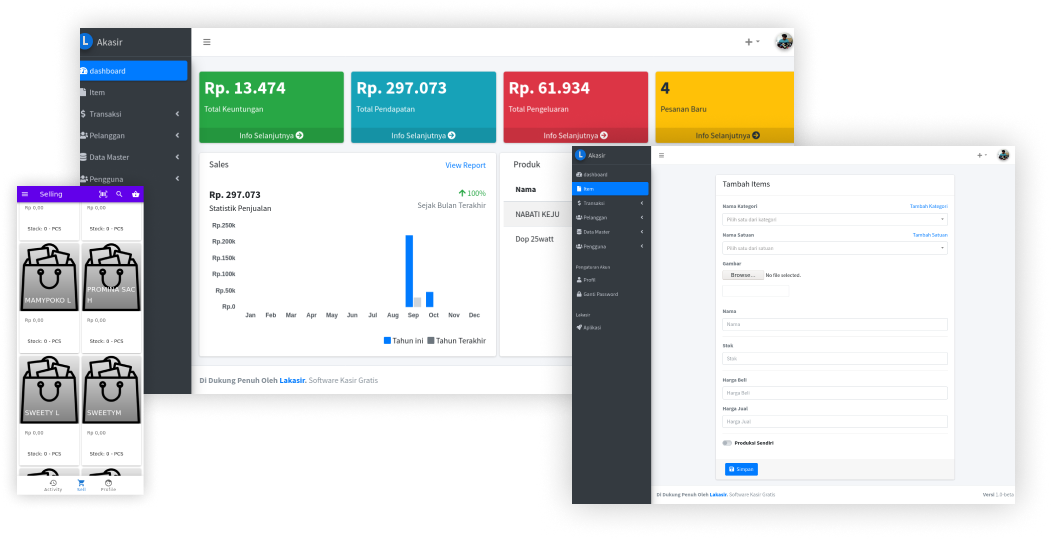 L Akasir
dashboard
Item
Transaksi
Pelanggan
Data Master
Pengguna
Rp. 13.474
Total Keuntungan
Info Selanjutnya
Rp. 297.073
Total Pendapatan
Info Selanjutnya
Rp. 61.934
Total Pengeluaran
Info Selanjutnya
4
Pesanan Baru
Info Selanjutnya
Sales
View Report
Rp. 297.073
100%
Statistik Penjualan
Sejak Bulan Terakhir
Rp.250k
Rp.200k
Rp.150k
Rp.100k
Rp.50k
Rp.0
Jan Feb Mar Apr May Jun Jul Aug Sep Oct Nov Dec
Tahun ini Tahun Terakhir
Produk
Nama
NABATI KEJU
Dop 25watt
Di Dukung Penuh Oleh Lakasir. Software Kasir Gratis
Selling
Rp 0,00 Rp 0,00
Stock: 0 - PCS Stock: 0 - PCS
MAMYPOKO L
PROMINA SAC
H
Rp 0,00 Rp 0,00
Stock: 0 - PCS Stock: 0 - PCS
SWEETY L SWEETYM
Rp 0,00 Rp 0,00
Stock: 0 - PCS Stock: 0 - PCS
Activity Sell Profile
L Akasir
dashboard
Item
Transaksi
Pelanggan
Data Master
Pengguna
Pengaturan Akun
Profil
Ganti Password
Lakasir
Aplikasi
Tambah Items
Nama Kategori Tambah Kategori
Pilih salu dari kategori
Nama Satuan Tambah Satuan
Pilih salu dari satuan
Gambar
Browse... No file selected.
Nama
Nama
Stok
Stok
Harga Beli
Harga Beli
Harga Jual
Harga Jual
Produksi Sendiri
Simpan
Di Dukung Penuh Oleh Lakasir. Software Kasir Gratis
Versi 1.0-beta